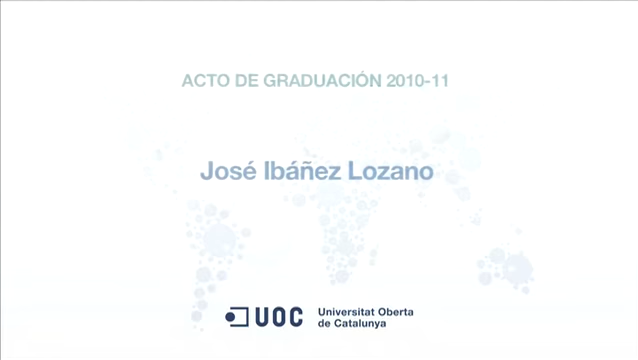 ACTO DE GRADUACIÓN 2010-11
José Ibáñez Lozano
UOC
Universitat Oberta
de Catalunya